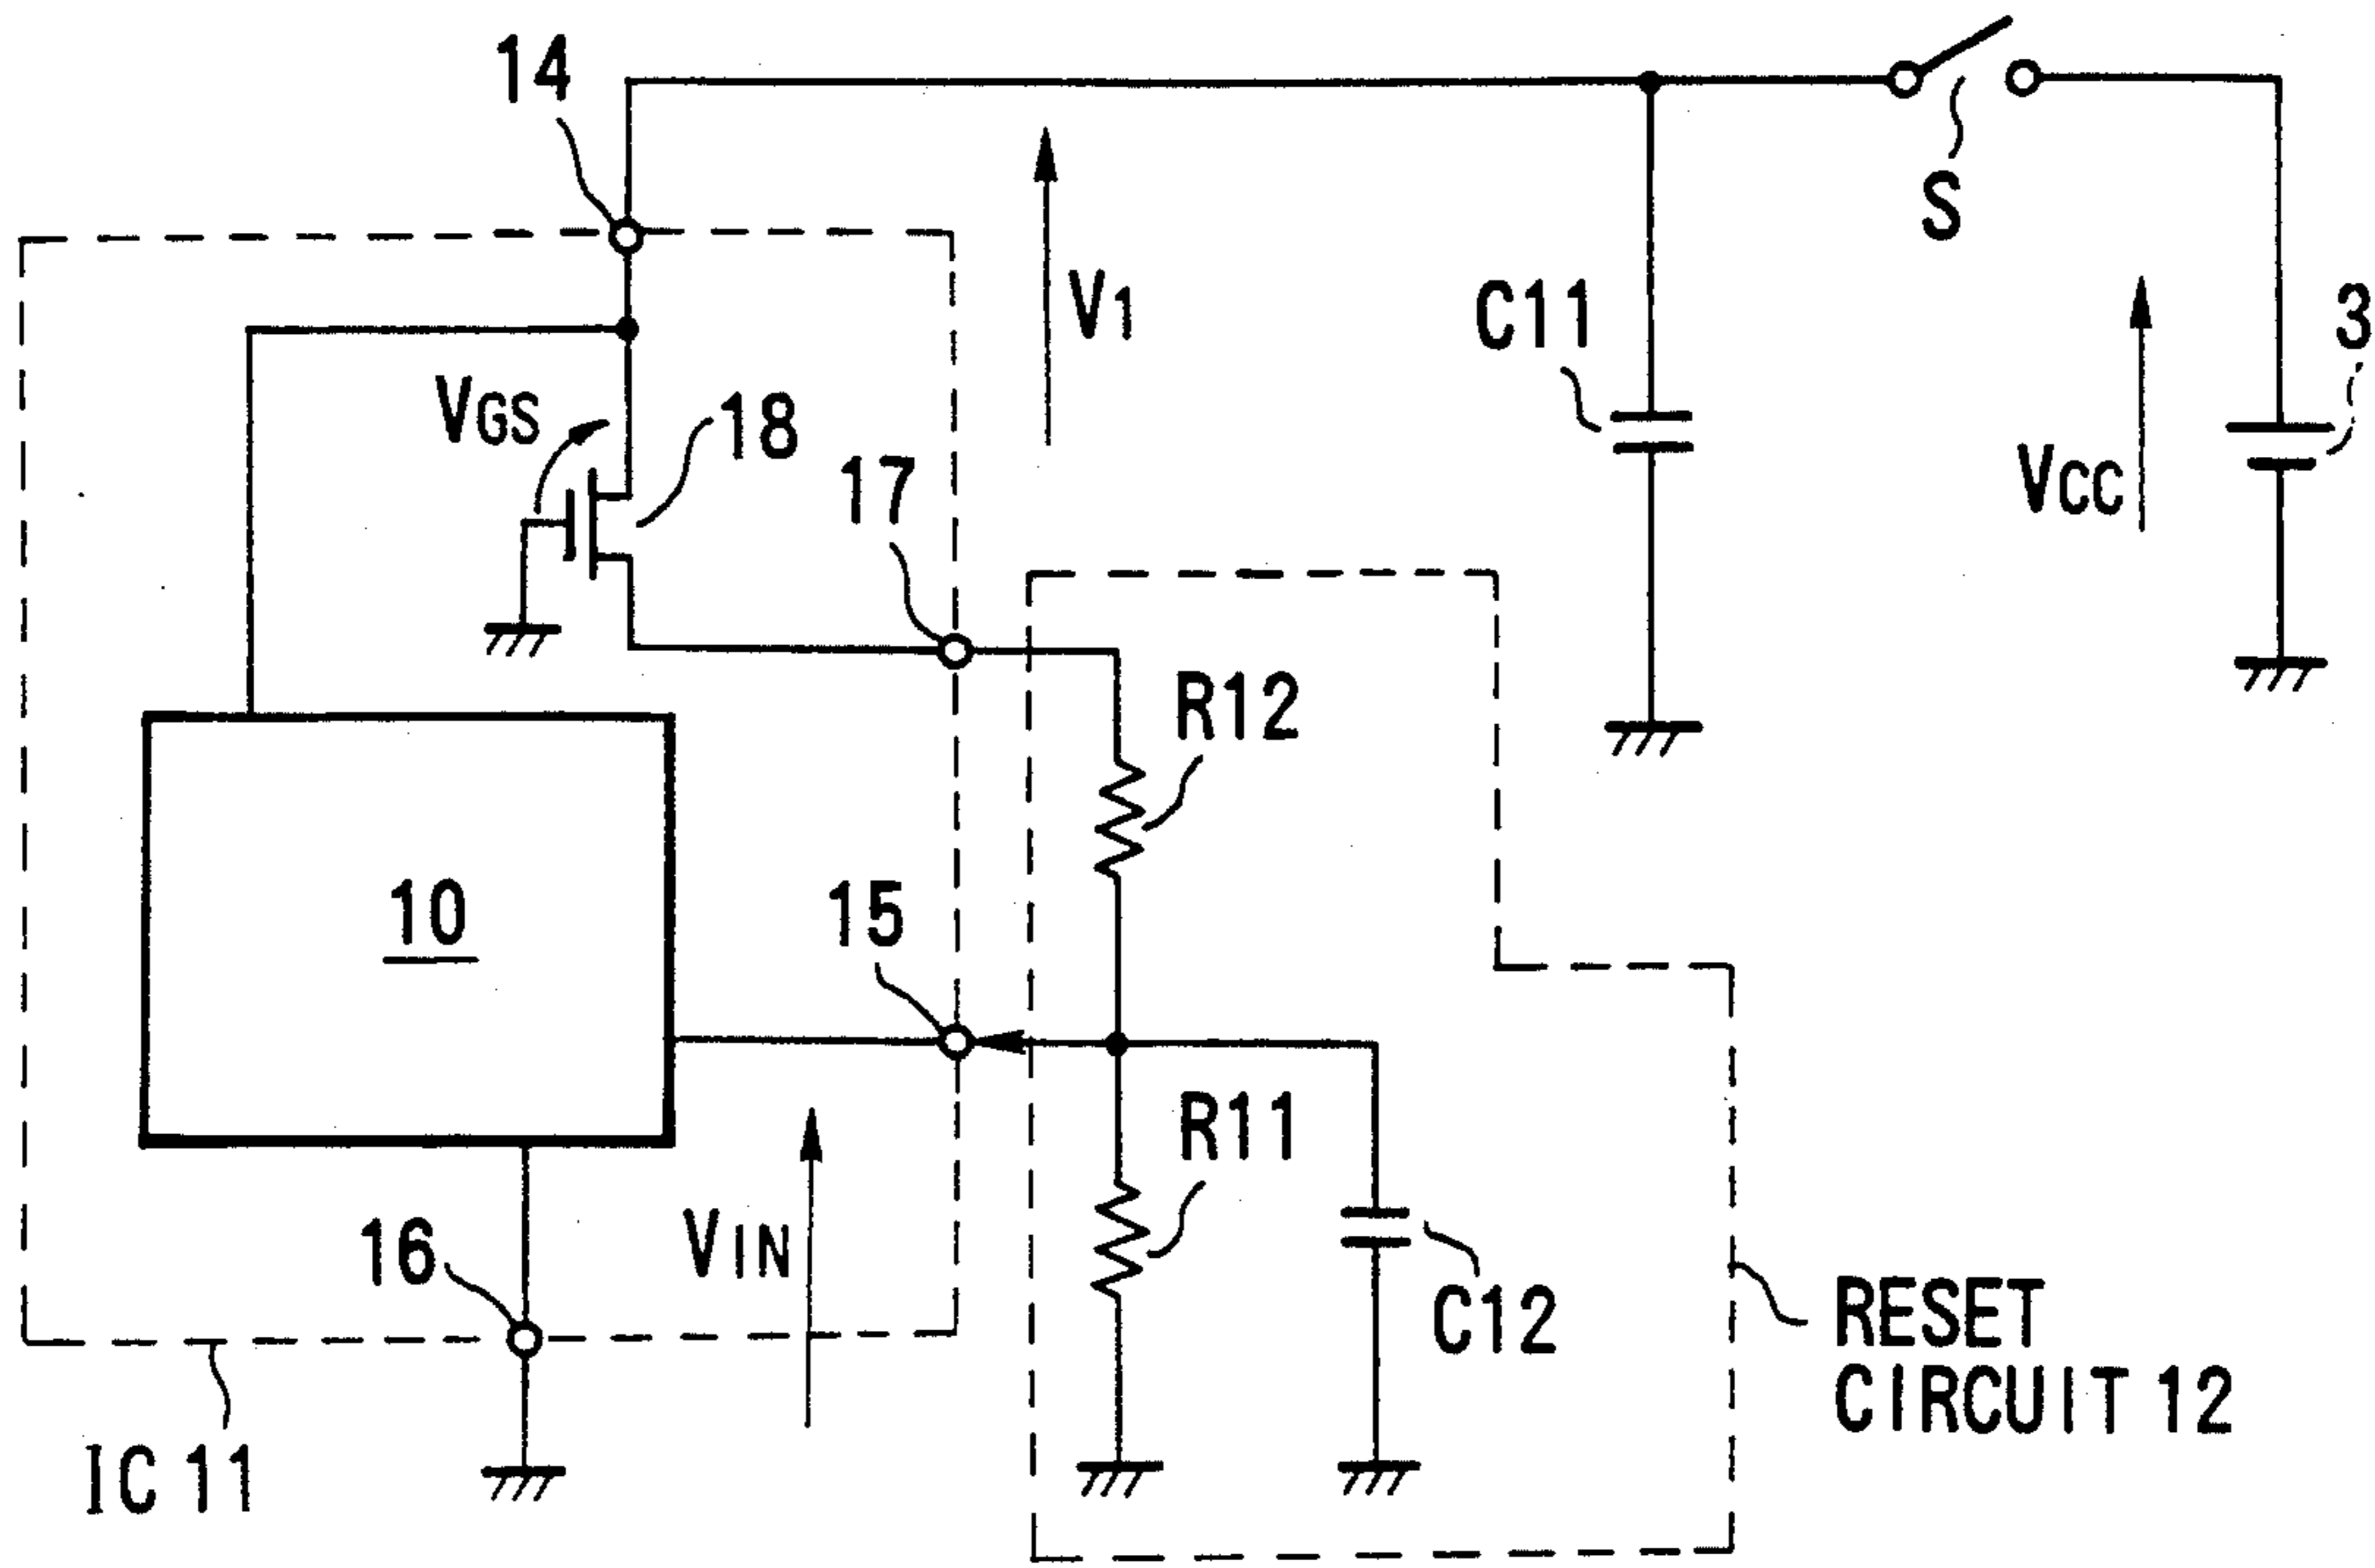 14
S
V1
C11
3
VGS
18
17
VCC
R12
10
15
R11
16
VIN
C12
RESET
CIRCUIT 12
IC 11